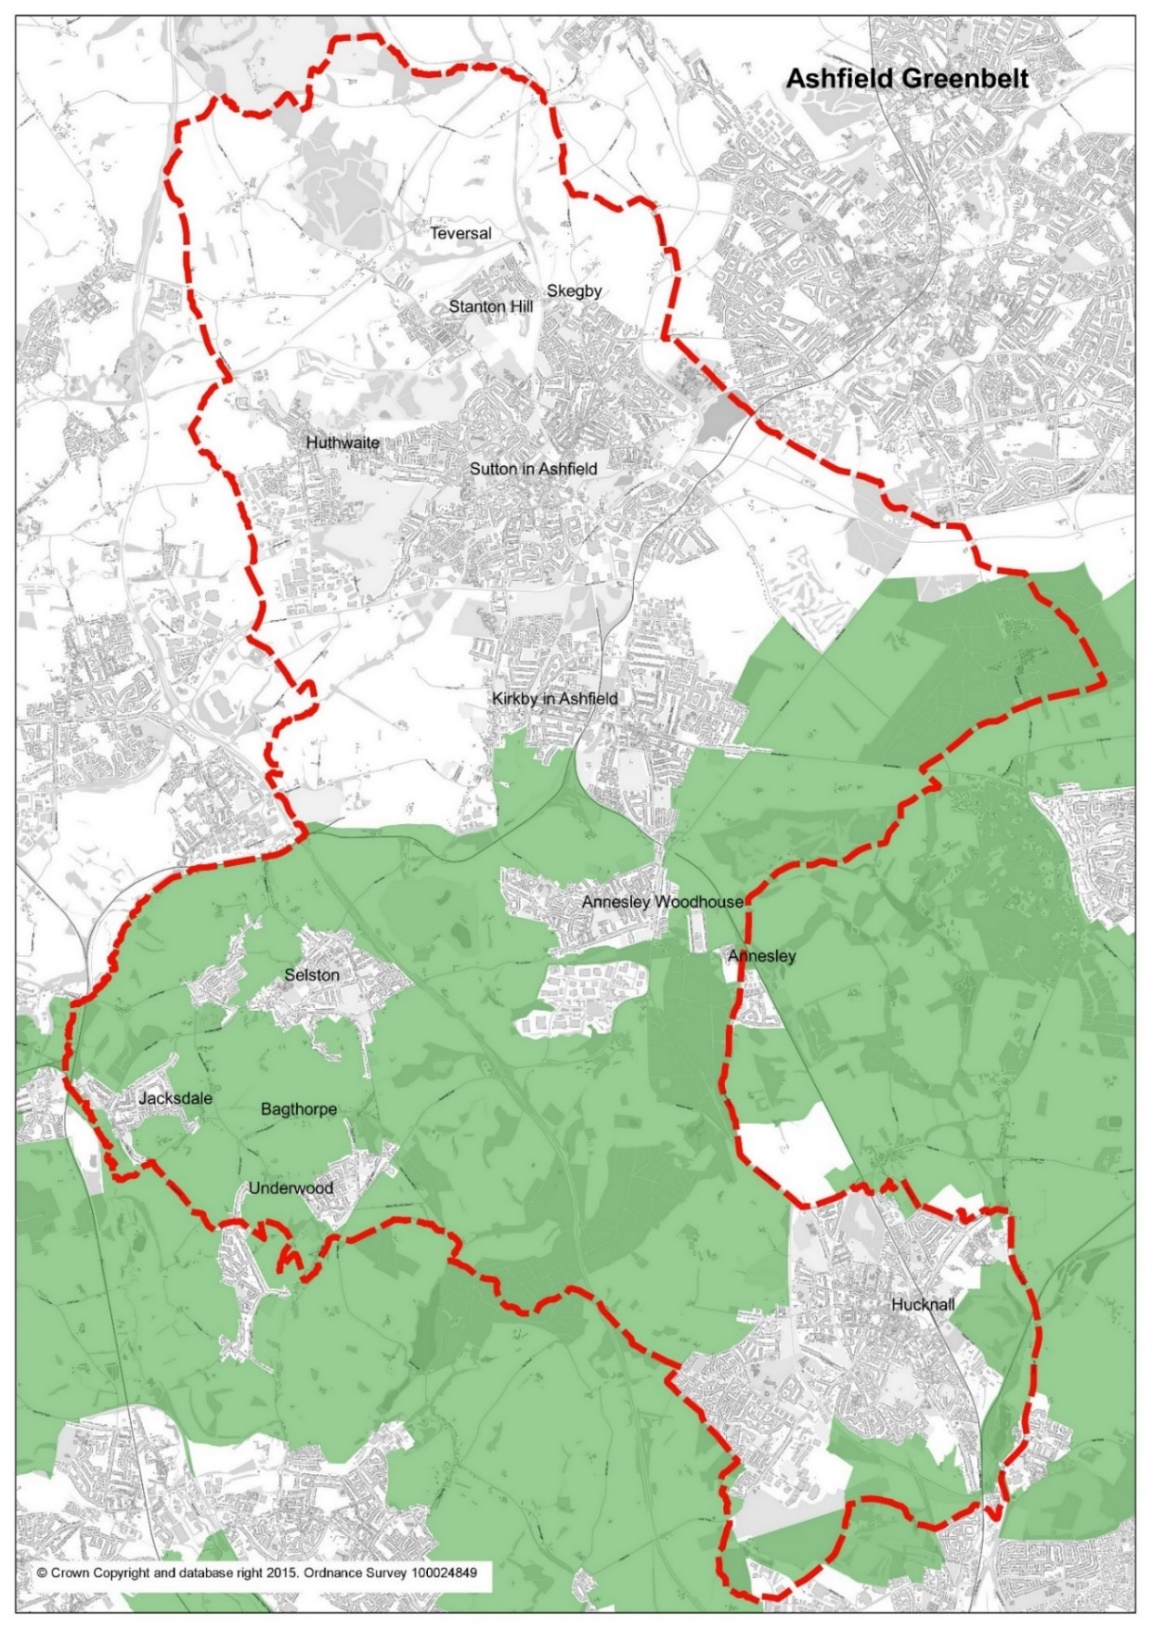 Ashfield Greenbelt
Teversal
Skegby
Stanton Hill
Huthwaite
Sutton in Ashfield
Kirkby in Ashfield
Annesley Woodhouse
Annesley
Selston
Jacksdale
Bagthorpe
Underwood
Hucknall
© Crown Copyright and database right 2015. Ordnance Survey 100024849